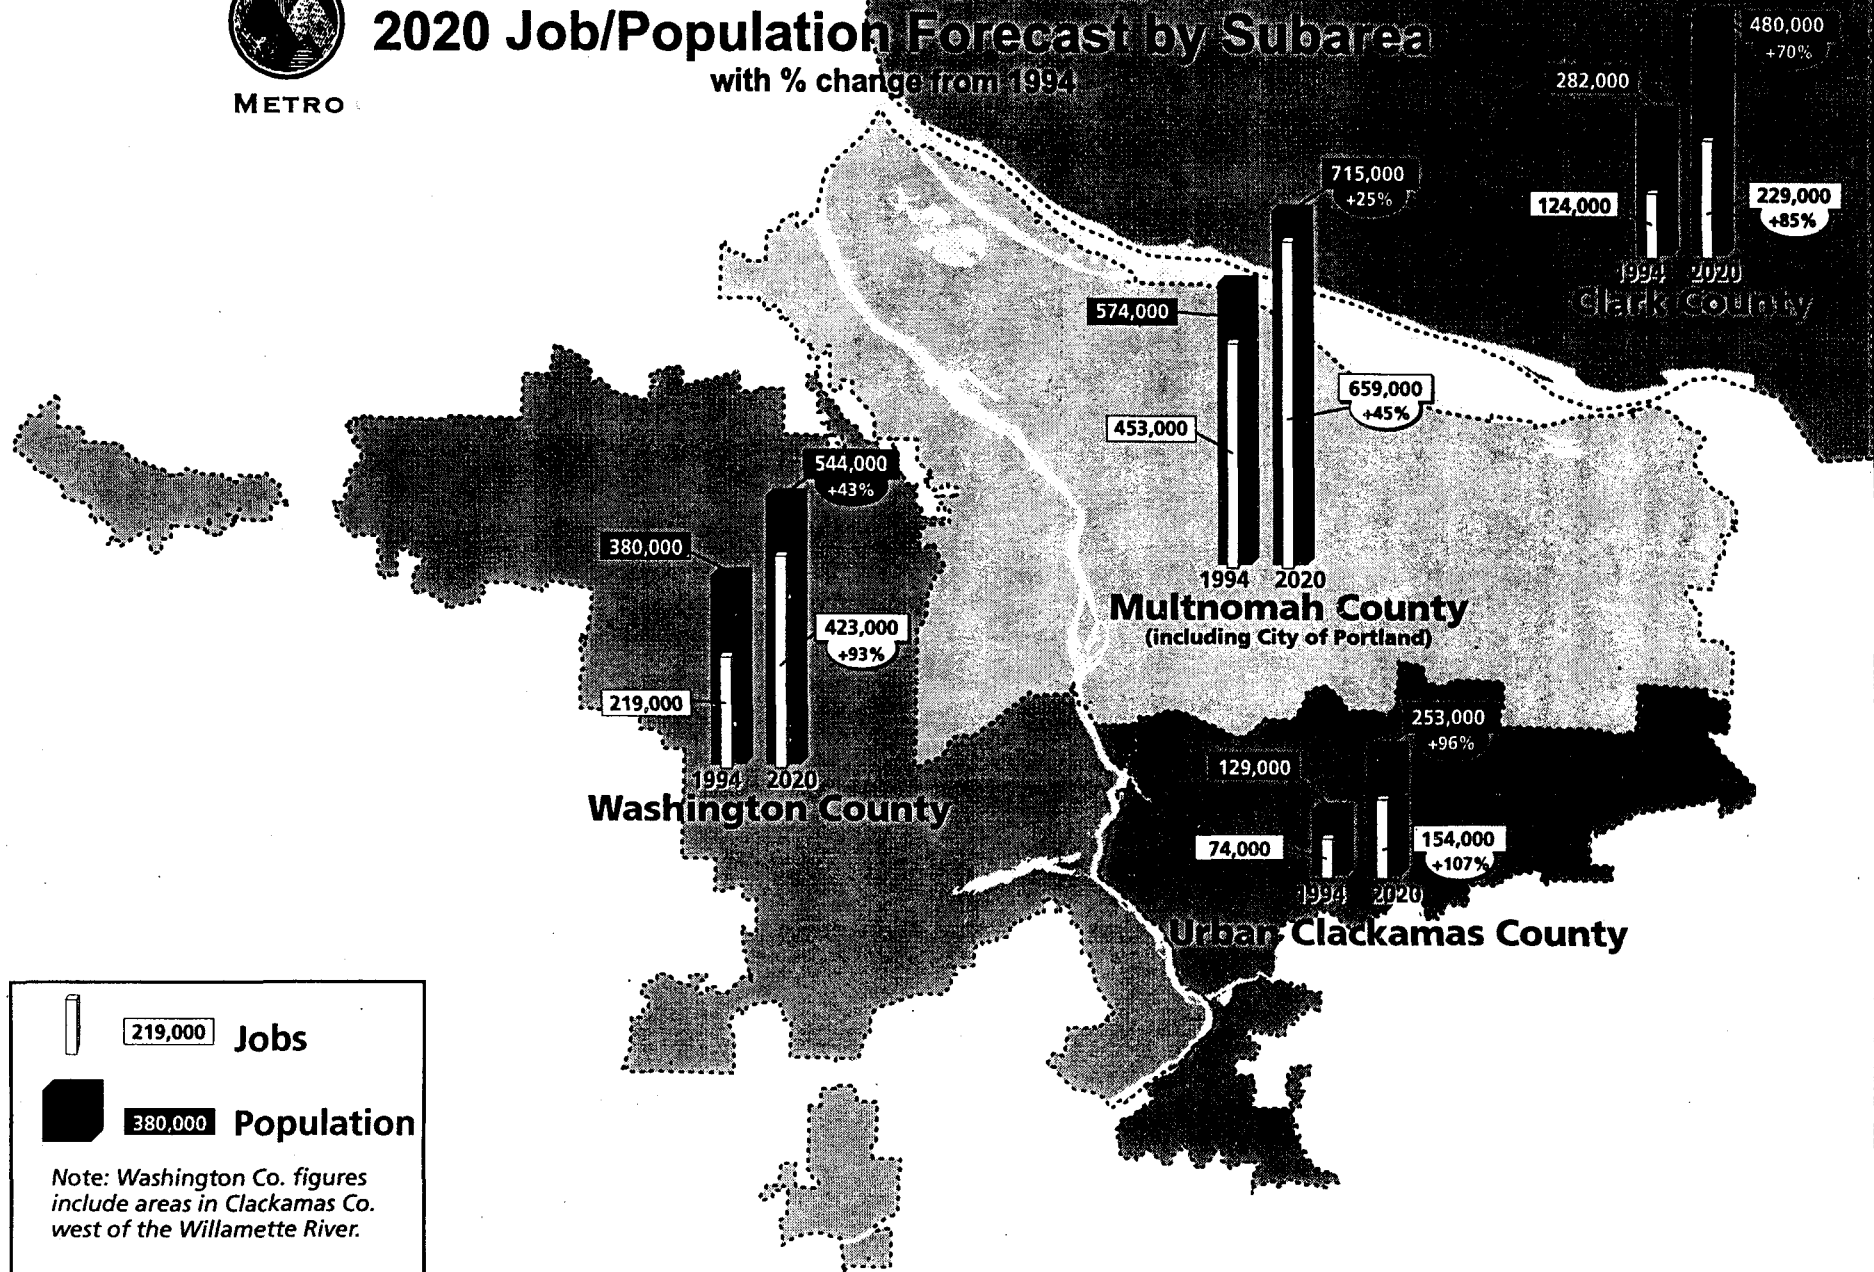 METRO
2020 Job/Population Forecast by Subarea
with % change from 1994
480,000
+70%
282,000
124,000
229,000
+85%
1994 2020
Clark County
715,000
+25%
574,000
453,000
659,000
+45%
1994 2020
Multnomah County
(including City of Portland)
544,000
+43%
380,000
423,000
+93%
219,000
1994 2020
Washington County
253,000
+96%
129,000
74,000
154,000
+107%
1994 2020
Urban Clackamas County
219,000 Jobs
380,000 Population
Note: Washington Co. figures
include areas in Clackamas Co.
west of the Willamette River.